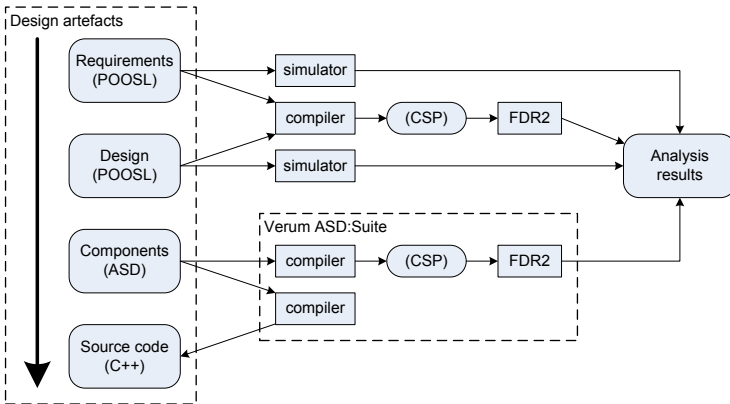 Design artefacts
Requirements
(POOSL)
simulator
compiler
(CSP)
FDR2
Design
(POOSL)
simulator
Analysis
results
Verum ASD:Suite
Components
(ASD)
compiler
(CSP)
FDR2
compiler
Source code
(C++)